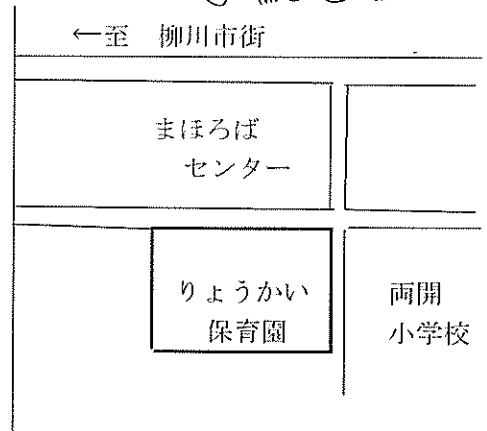 ←至　柳川市街
まほろば
センター
りょうかい
保育園
両開
小学校